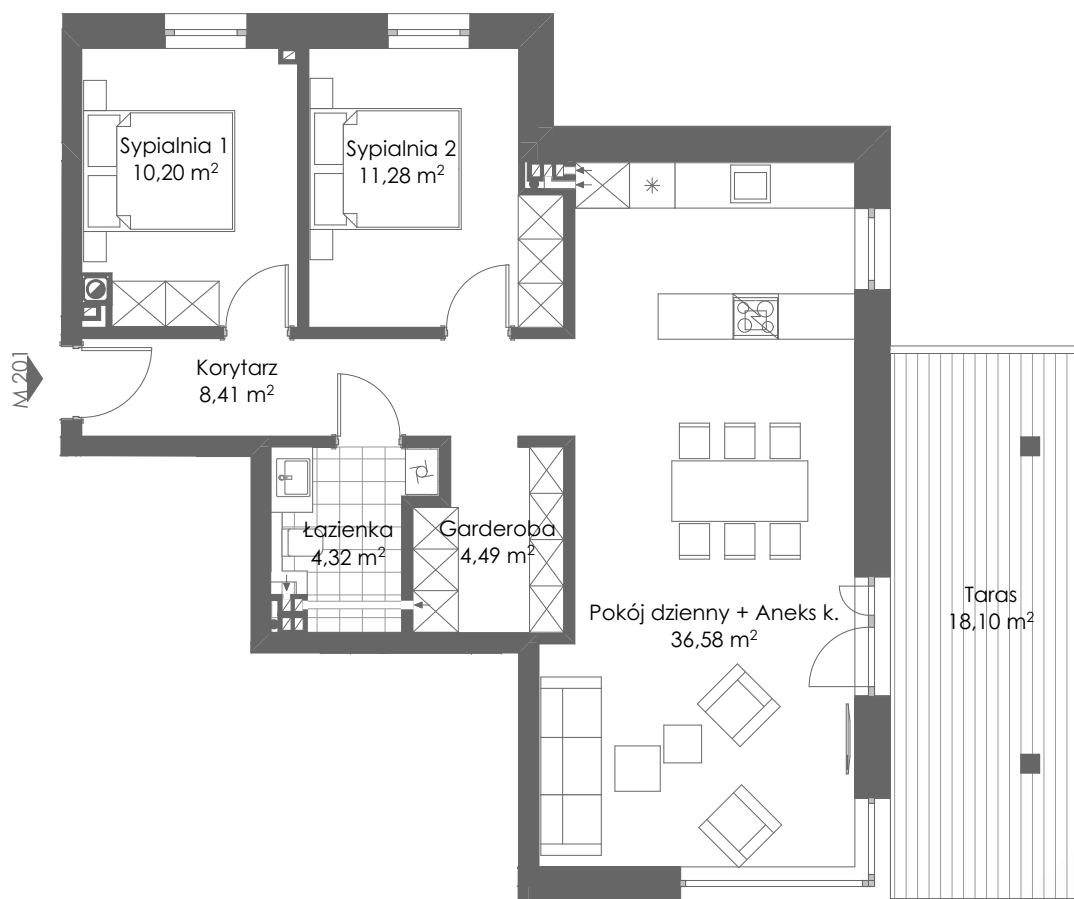 Sypialnia 1
10,20 m²
Sypialnia 2
11,28 m²
M 201
Korytarz
8,41 m²
Łazienka
4,32 m²
Garderoba
4,49 m²
Pokój dzienny + Aneks k.
36,58 m²
Taras
18,10 m²